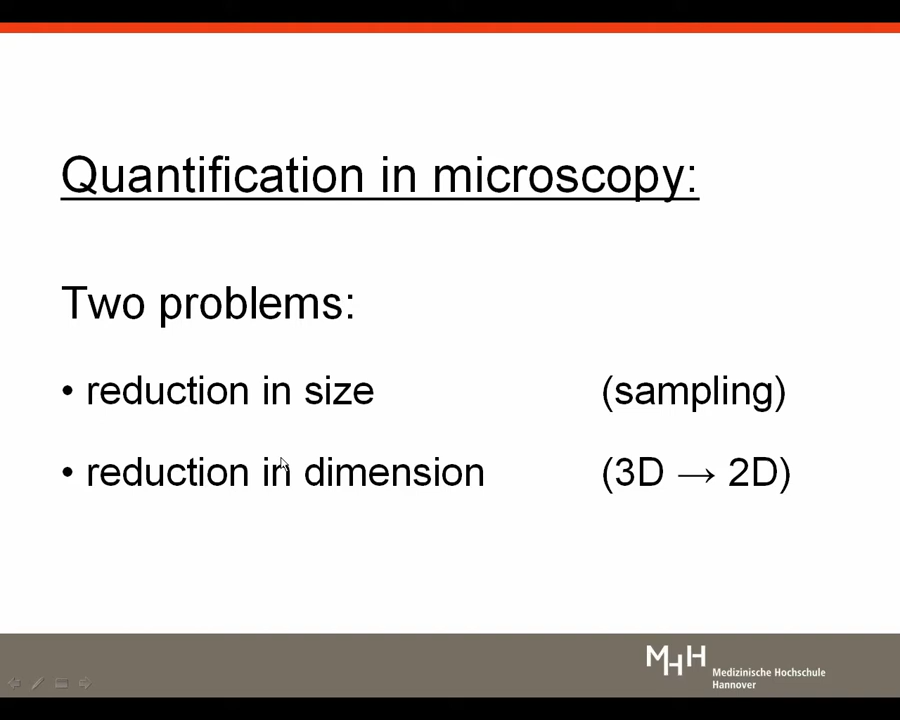 Quantification in microscopy:
Two problems:
• reduction in size (sampling)
• reduction in dimension (3D → 2D)
MHH
Medizinische Hochschule
Hannover